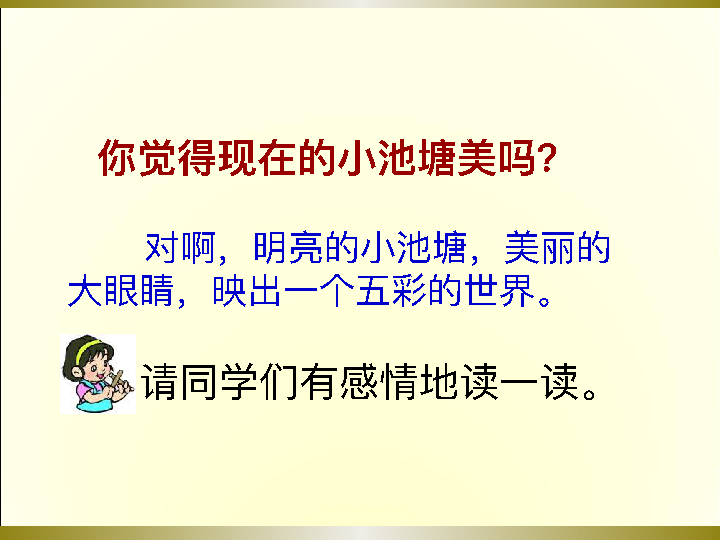 你觉得现在的小池塘美吗?
对啊，明亮的小池塘，美丽的
大眼睛，映出一个五彩的世界。
请同学们有感情地读一读。